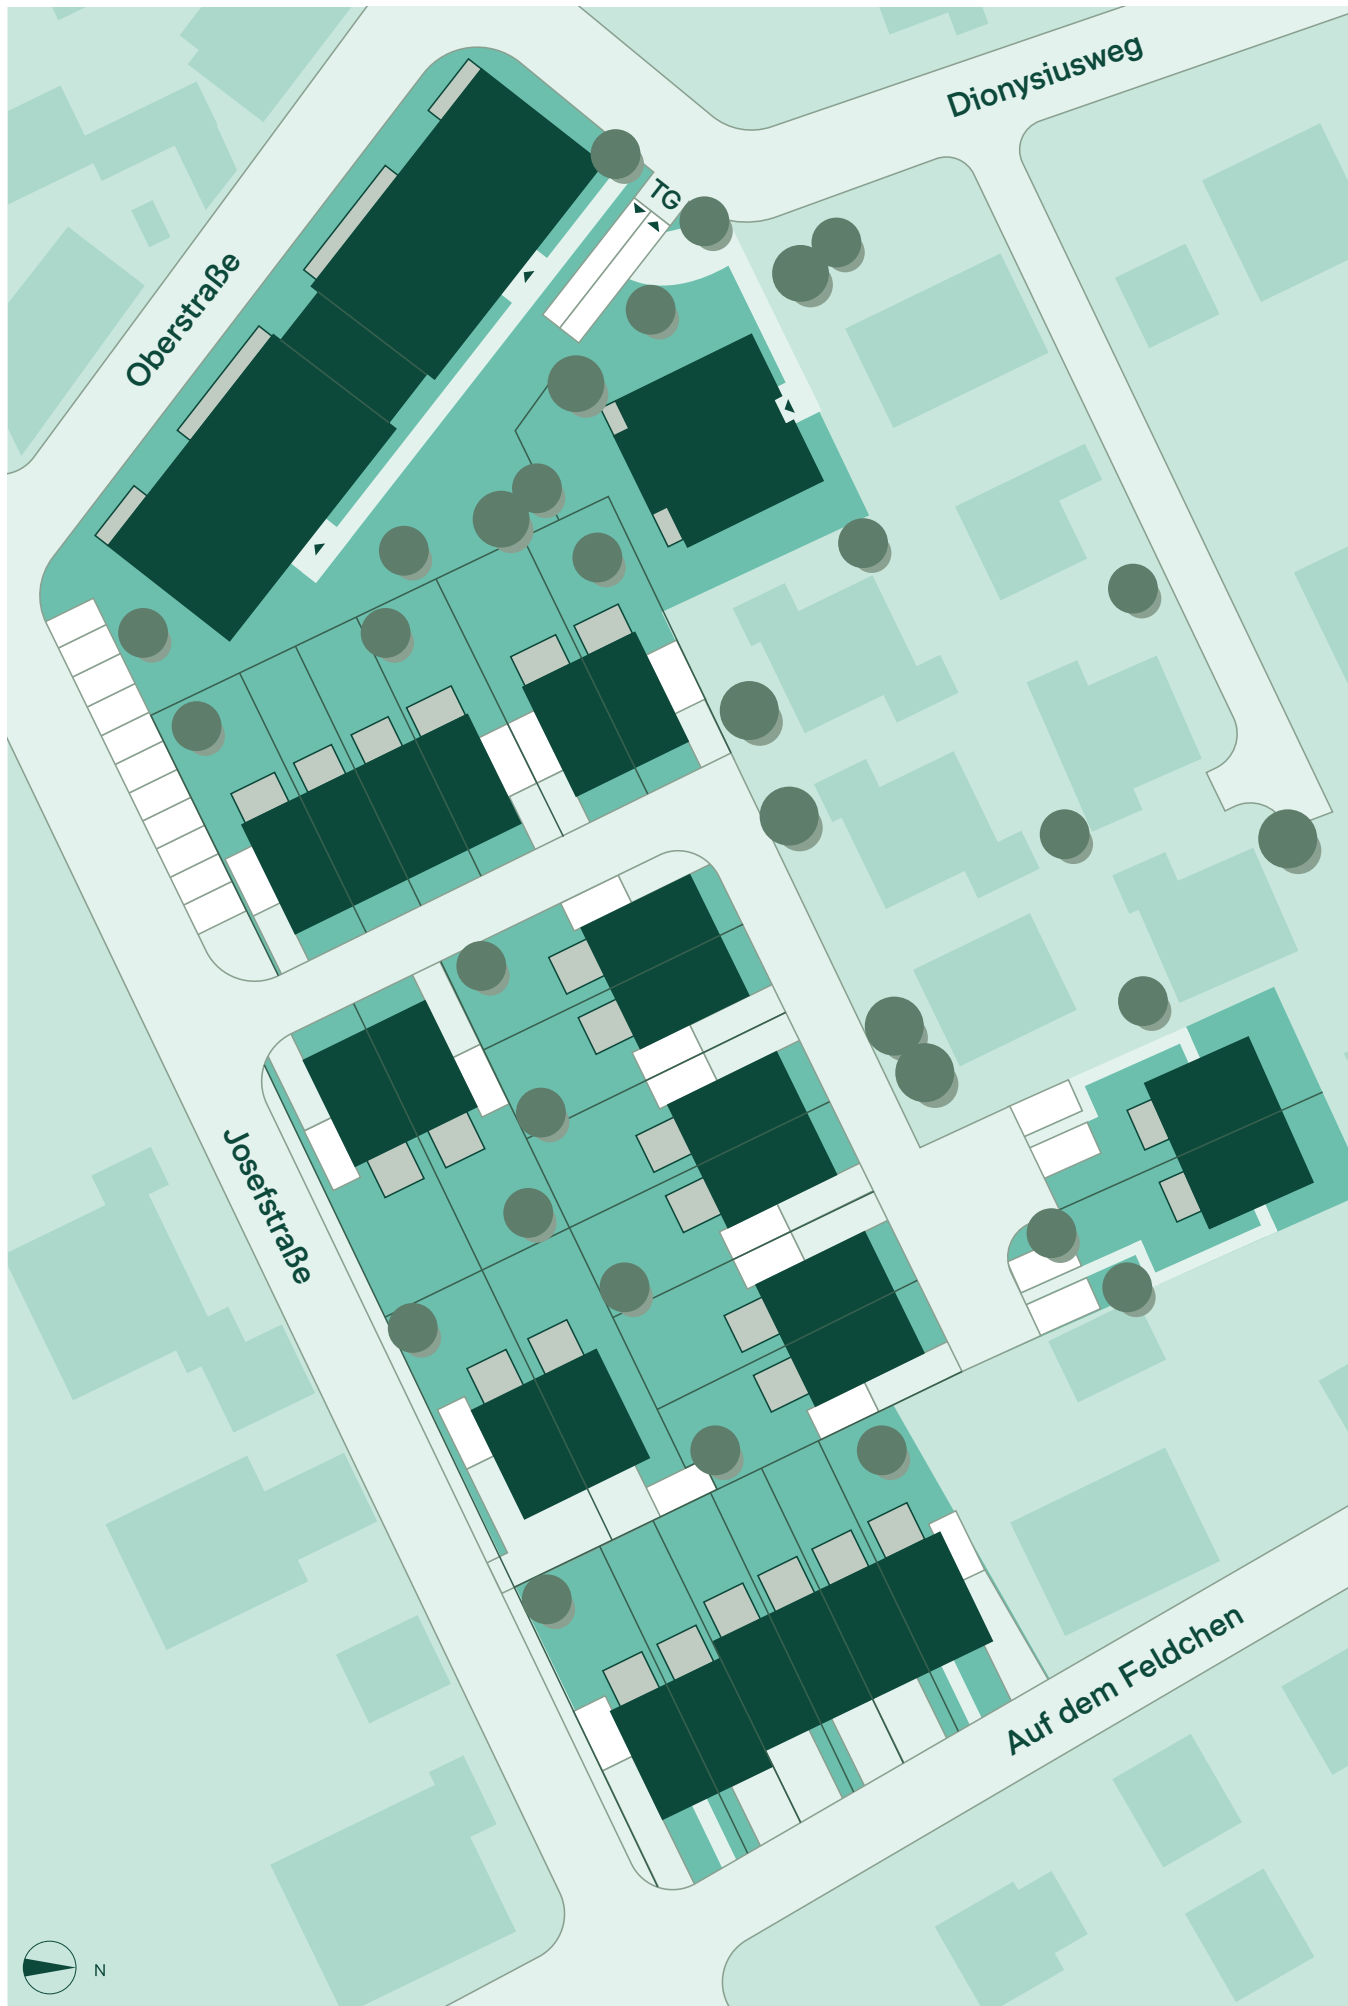 Dionysiusweg
TG
Oberstraße
Josefstraße
Auf dem Feldchen
N